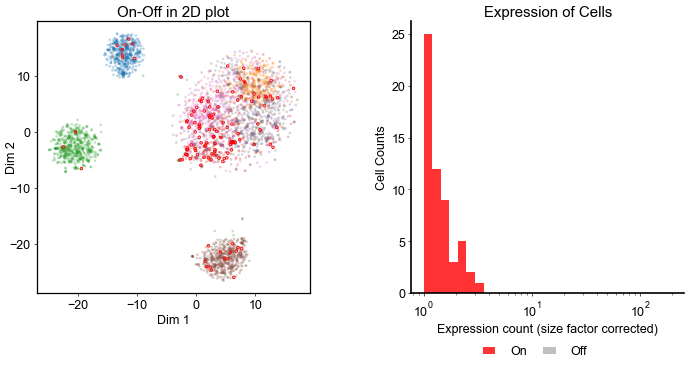 On-Off in 2D plot
10
0
−10
−20
Dim 2
−20 −10 0 10
Dim 1
Expression of Cells
25
20
15
10
5
0
Cell Counts
10⁰ 10¹ 10²
Expression count (size factor corrected)
On Off